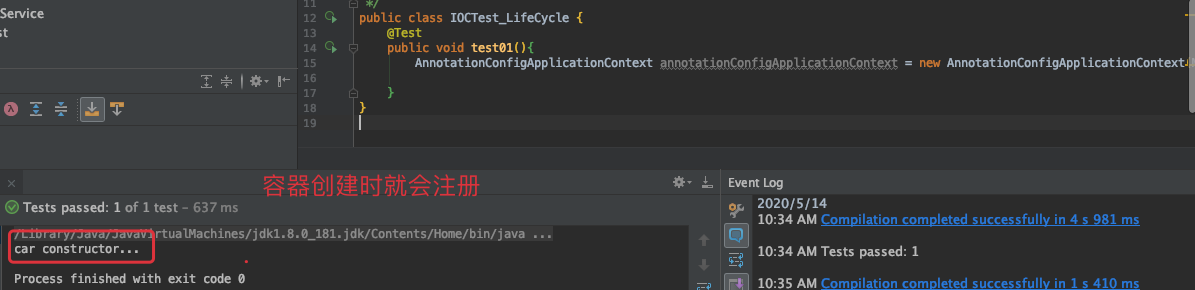 Service
st
11
12
13
14
15
16
17
18
19
*/
public class IOCTest_LifeCycle {
@Test
public void test01(){
AnnotationConfigApplicationContext annotationConfigApplicationContext = new AnnotationConfigApplicationContext(
}
}
容器创建时就会注册
Tests passed: 1 of 1 test – 637 ms
/Library/Java/JavaVirtualMachines/jdk1.8.0_181.jdk/Contents/Home/bin/java ...
car constructor...
Process finished with exit code 0
Event Log
2020/5/14
10:34 AM Compilation completed successfully in 4 s 981 ms
10:34 AM Tests passed: 1
10:35 AM Compilation completed successfully in 1 s 410 ms